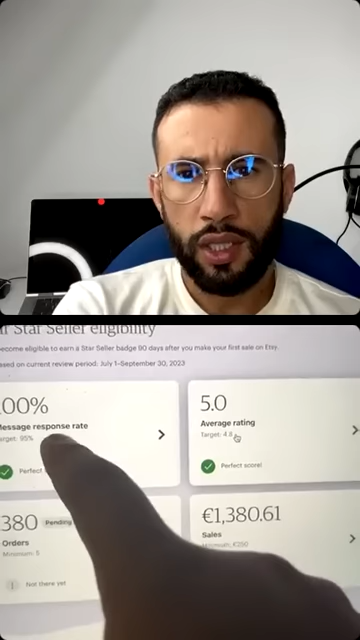 Star Seller eligibility
ecome eligible to earn a Star Seller badge 90 days after you make your first sale on Etsy.
ased on current review period: July 1-September 30, 2023
00%
5.0
essage response rate
Average rating
arget: 95%
Target: 4.8
Perfect
Perfect score!
380
Pending
€1,380.61
Orders
Sales
Minimum: 5
Minimum: €250
Not there yet